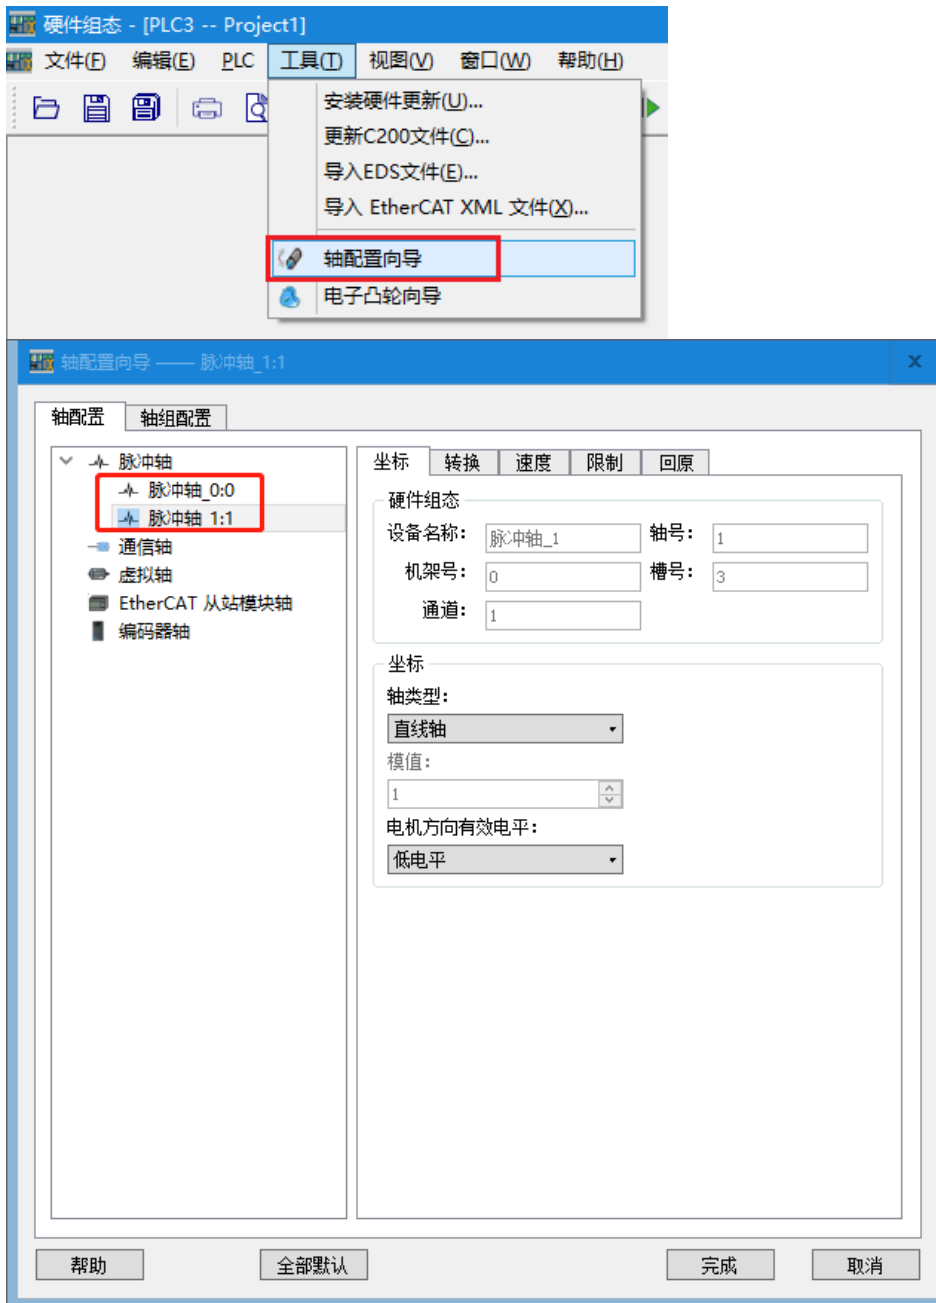 硬件组态 - [PLC3 -- Project1]
文件(F) 编辑(E) PLC 工具(T) 视图(V) 窗口(W) 帮助(H)
安装硬件更新(U)...
更新C200文件(C)...
导入EDS文件(E)...
导入 EtherCAT XML 文件(X)...
轴配置向导
电子凸轮向导
轴配置向导 —— 脉冲轴_1:1
轴配置 轴组配置
脉冲轴
脉冲轴_0:0
脉冲轴_1:1
通信轴
虚拟轴
EtherCAT 从站模块轴
编码器轴
坐标 转换 速度 限制 回原
硬件组态
设备名称: 脉冲轴_1 轴号: 1
机架号: 0 槽号: 3
通道: 1
坐标
轴类型:
直线轴
模值:
1
电机方向有效电平:
低电平
帮助 全部默认 完成 取消